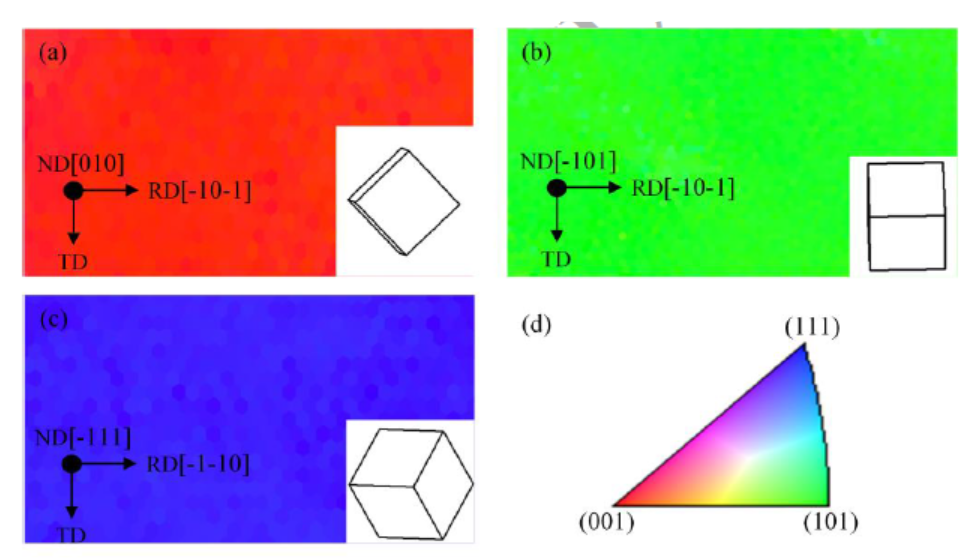 (a)
ND[010]
RD[-10-1]
TD
(b)
ND[-101]
RD[-10-1]
TD
(c)
ND[-111]
RD[-1-10]
TD
(d)
(111)
(001)
(101)